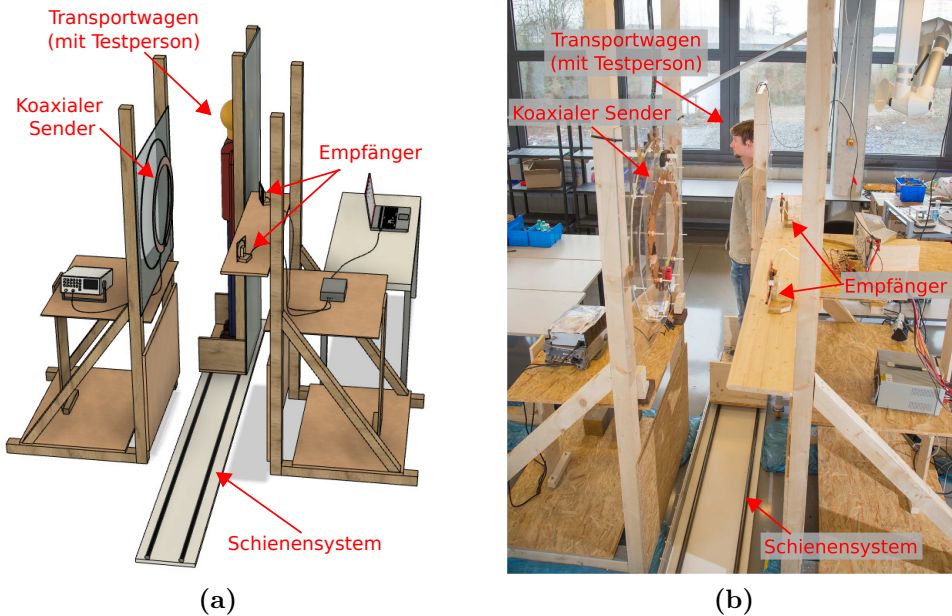 Transportwagen
(mit Testperson)
Koaxialer
Sender
Empfänger
Schienensystem
(a)
Transportwagen
(mit Testperson)
Koaxialer Sender
Empfänger
Schienensystem
(b)